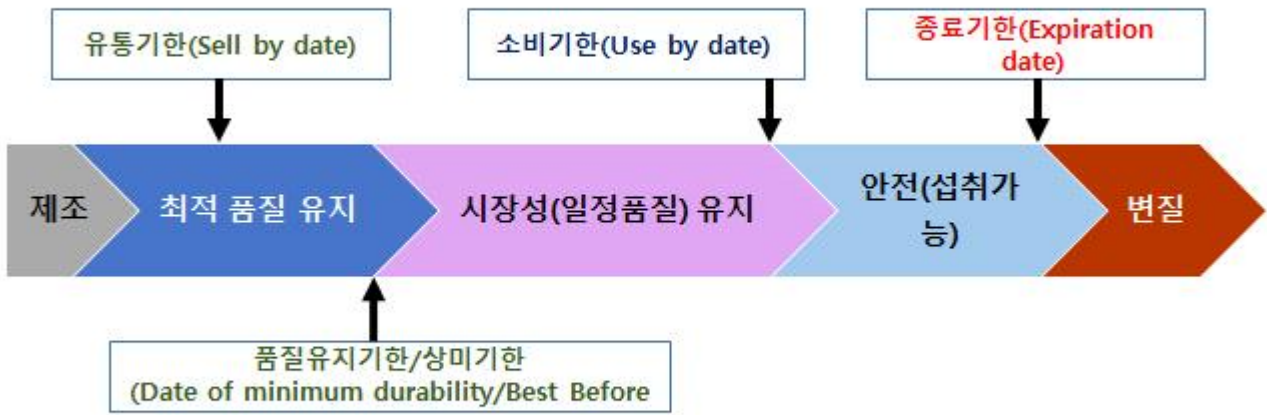 유통기한(Sell by date)
소비기한(Use by date)
종료기한(Expiration
date)
제조
최적 품질 유지
시장성(일정품질) 유지
안전(섭취가
능)
변질
품질유지기한/상미기한
(Date of minimum durability/Best Before